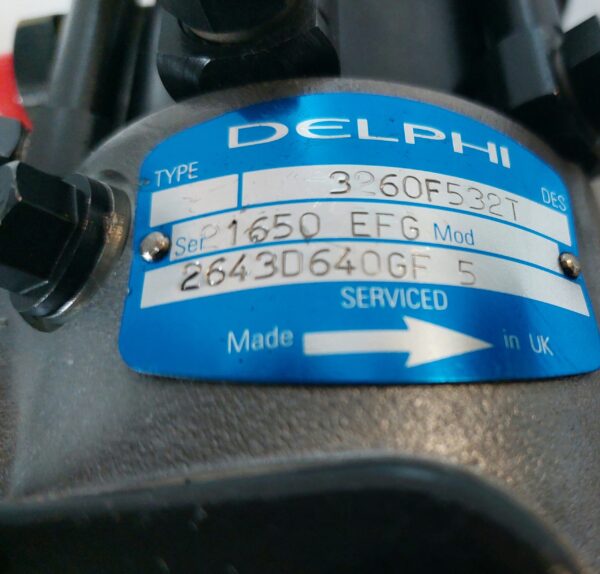 DELPHI
TYPE 3260F532T DES
Ser 21650 EFG Mod
2643D640GF 5
SERVICED
Made in UK